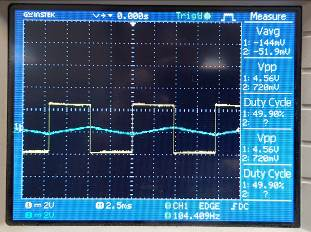 GWINSTEK 0.000s Trig'd Measure
Vavg
1: -144mV
2: -51.9mV
Vpp
1: 4.56V
2: 720mV
Duty Cycle
1: 49.90%
2: ?
Vpp
1: 4.56V
2: 720mV
Duty Cycle
1: 49.90%
2: ?
2V 2V 2.5ms CH1 EDGE DC
104.409Hz